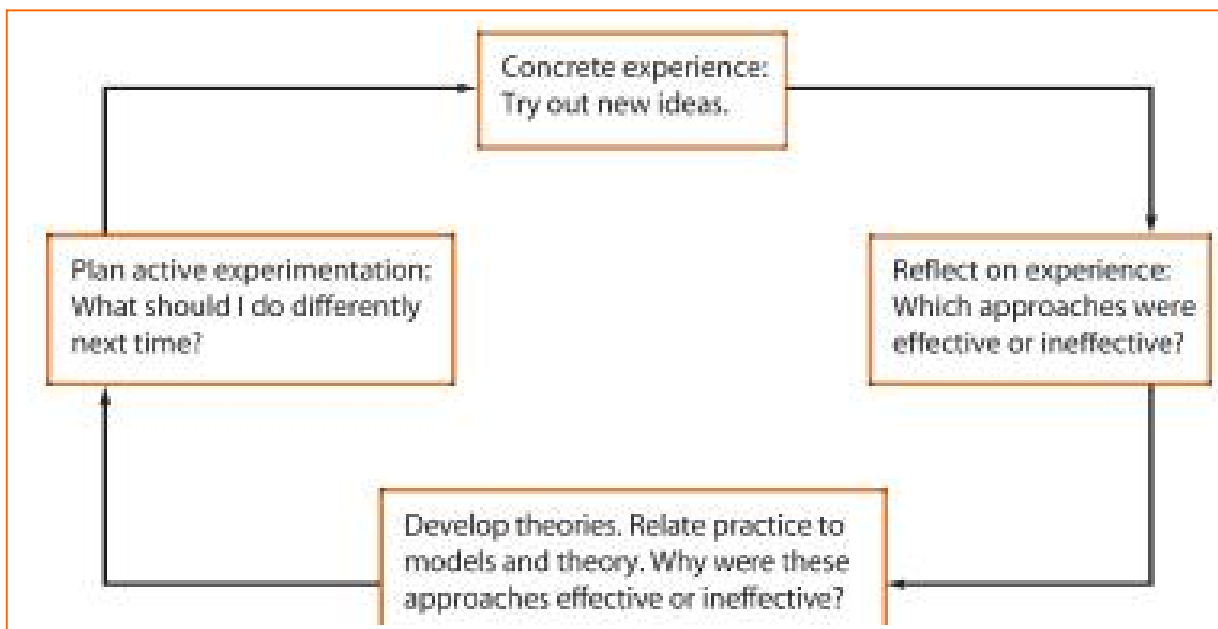 Concrete experience:
Try out new ideas.
Reflect on experience:
Which approaches were
effective or ineffective?
Develop theories. Relate practice to
models and theory. Why were these
approaches effective or ineffective?
Plan active experimentation:
What should I do differently
next time?